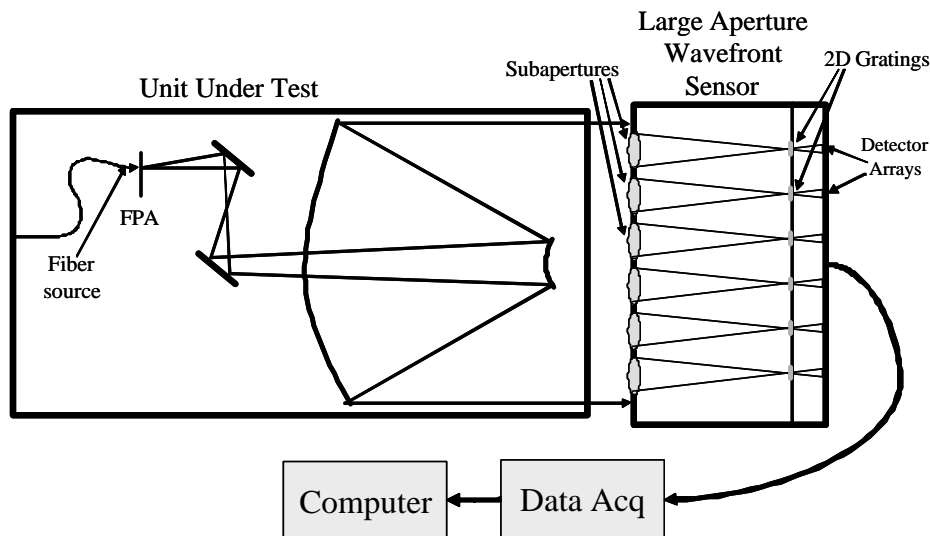 Large Aperture
Wavefront
Sensor
Unit Under Test
Subapertures
2D Gratings
Detector
Arrays
FPA
Fiber
source
Computer
Data Acq